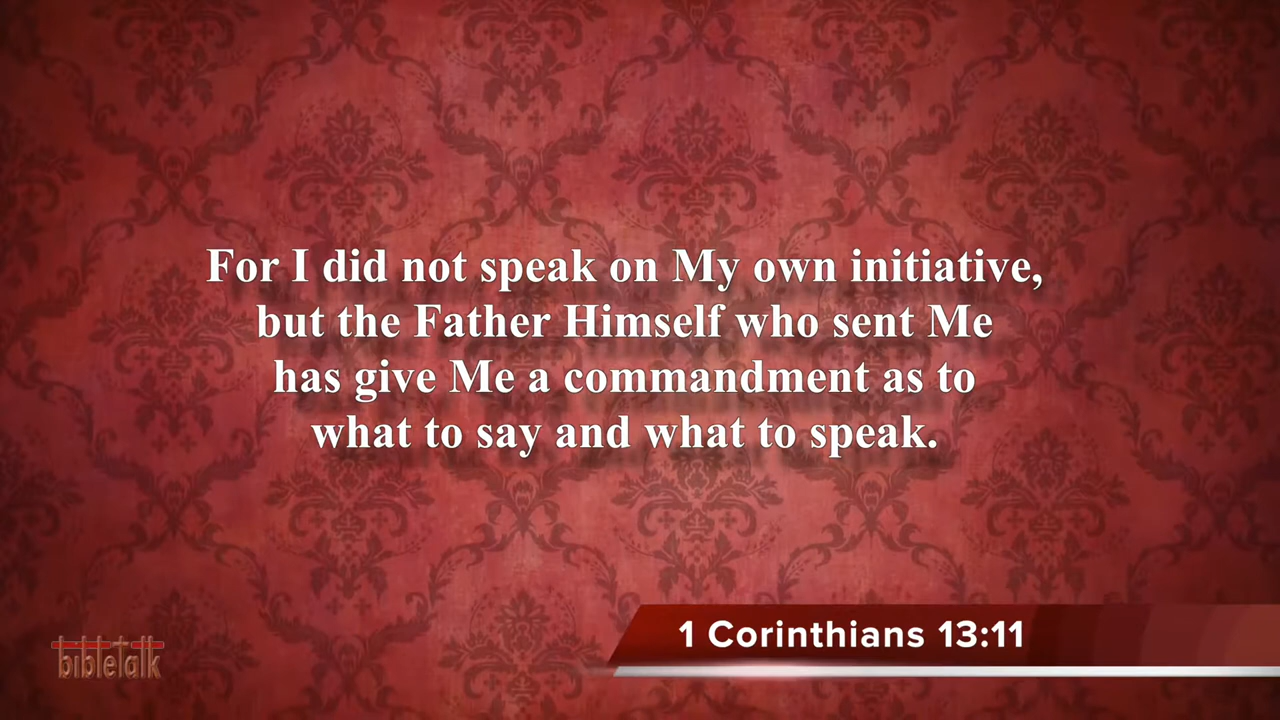 For I did not speak on My own initiative,
but the Father Himself who sent Me
has give Me a commandment as to
what to say and what to speak.
1 Corinthians 13:11
bibleTalk